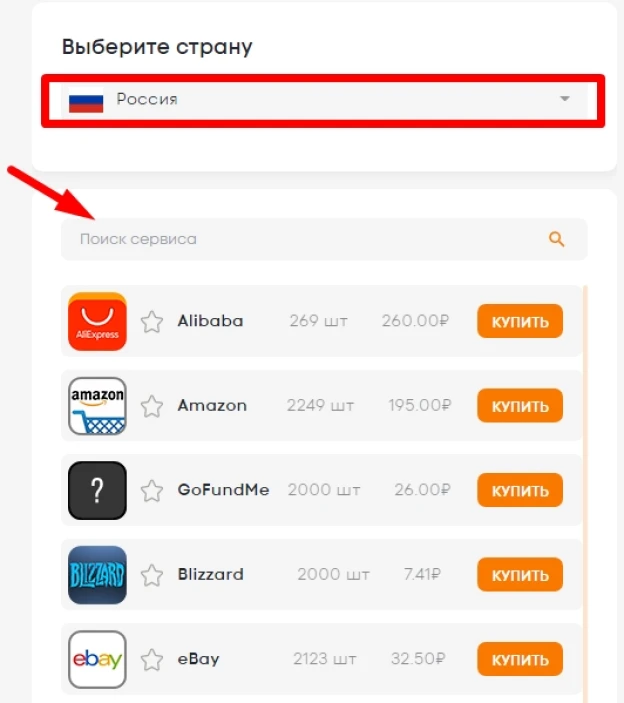 Выберите страну
Россия
Поиск сервиса
AliExpress Alibaba 269 шт 260.00₽ КУПИТЬ
amazon Amazon 2249 шт 195.00₽ КУПИТЬ
? GoFundMe 2000 шт 26.00₽ КУПИТЬ
BLIZZARD Blizzard 2000 шт 7.41₽ КУПИТЬ
ebay eBay 2123 шт 32.50₽ КУПИТЬ